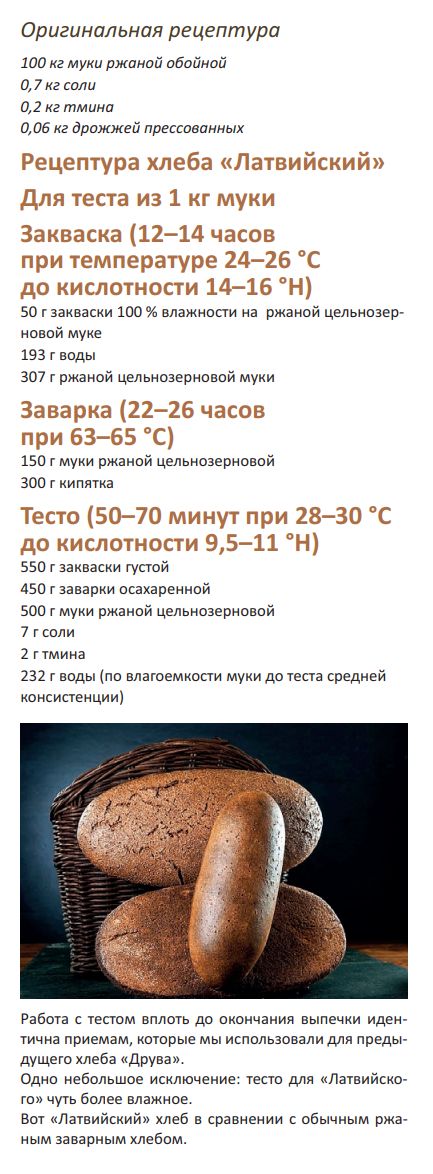 Оригинальная рецептура
100 кг муки ржаной обойной
0,7 кг соли
0,2 кг тмина
0,06 кг дрожжей прессованных
Рецептура хлеба «Латвийский»
Для теста из 1 кг муки
Закваска (12–14 часов
при температуре 24–26 °С
до кислотности 14–16 °Н)
50 г закваски 100 % влажности на ржаной цельнозер-
новой муке
193 г воды
307 г ржаной цельнозерновой муки
Заварка (22–26 часов
при 63–65 °С)
150 г муки ржаной цельнозерновой
300 г кипятка
Тесто (50–70 минут при 28–30 °С
до кислотности 9,5–11 °Н)
550 г закваски густой
450 г заварки осахаренной
500 г муки ржаной цельнозерновой
7 г соли
2 г тмина
232 г воды (по влагоемкости муки до теста средней
консистенции)
Работа с тестом вплоть до окончания выпечки иден-
тична приемам, которые мы использовали для преды-
дущего хлеба «Друва».
Одно небольшое исключение: тесто для «Латвийско-
го» чуть более влажное.
Вот «Латвийский» хлеб в сравнении с обычным ржа-
ным заварным хлебом.